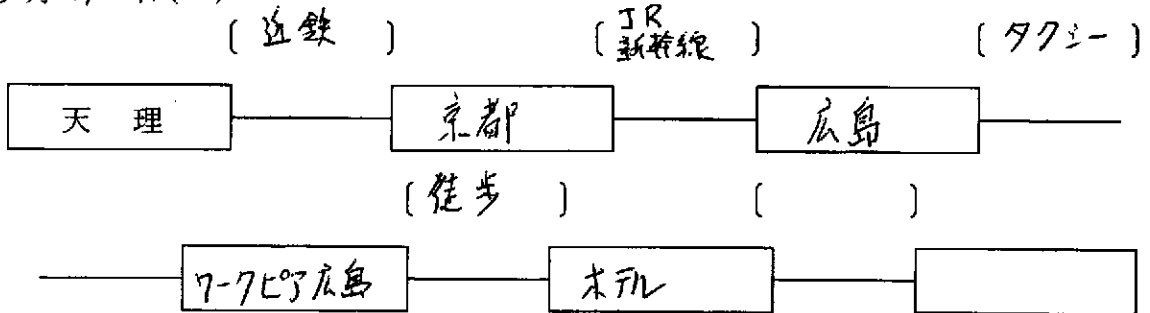 〔 近鉄 〕 〔 JR 新幹線 〕 〔 タクシー 〕
天 理 京都 広島
〔 徒歩 〕 〔 〕
ワークピア広島 ホテル